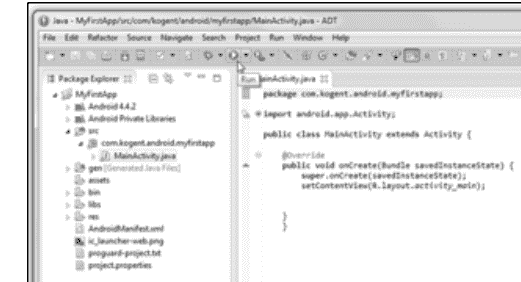 Java - MyFirstApp/src/com/kogent/android/myfirstapp/MainActivity.java - ADT
File Edit Refactor Source Navigate Search Project Run Window Help
Package Explorer
MainActivity.java
Run
MyFirstApp
Android 4.4.2
Android Private Libraries
src
com.kogent.android.myfirstapp
MainActivity.java
gen [Generated Java Files]
assets
bin
libs
res
AndroidManifest.xml
ic_launcher-web.png
proguard-project.txt
project.properties
package com.kogent.android.myfirstapp;
import android.app.Activity;
public class MainActivity extends Activity {
@Override
public void onCreate(Bundle savedInstanceState) {
super.onCreate(savedInstanceState);
setContentView(R.layout.activity_main);
}
}